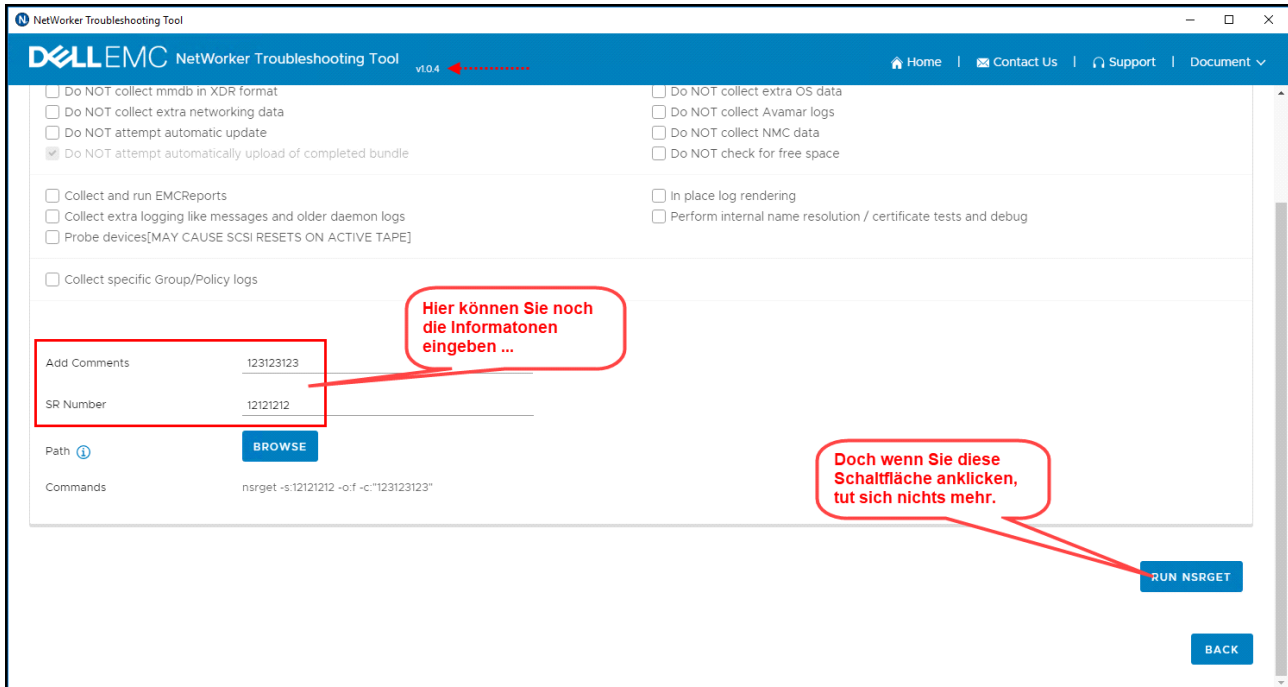 NetWorker Troubleshooting Tool
DELLEMC NetWorker Troubleshooting Tool v1.0.4
Home | Contact Us | Support | Document
Do NOT collect mmdb in XDR format
Do NOT collect extra OS data
Do NOT collect extra networking data
Do NOT collect Avamar logs
Do NOT attempt automatic update
Do NOT collect NMC data
Do NOT attempt automatically upload of completed bundle
Do NOT check for free space
Collect and run EMCReports
In place log rendering
Collect extra logging like messages and older daemon logs
Perform internal name resolution / certificate tests and debug
Probe devices[MAY CAUSE SCSI RESETS ON ACTIVE TAPE]
Collect specific Group/Policy logs
Hier können Sie noch
die Informatonen
eingeben ...
Add Comments 123123123
SR Number 12121212
Path BROWSE
Commands nsrget -s:12121212 -o:f -c:"123123123"
Doch wenn Sie diese
Schaltfläche anklicken,
tut sich nichts mehr.
RUN NSRGET
BACK